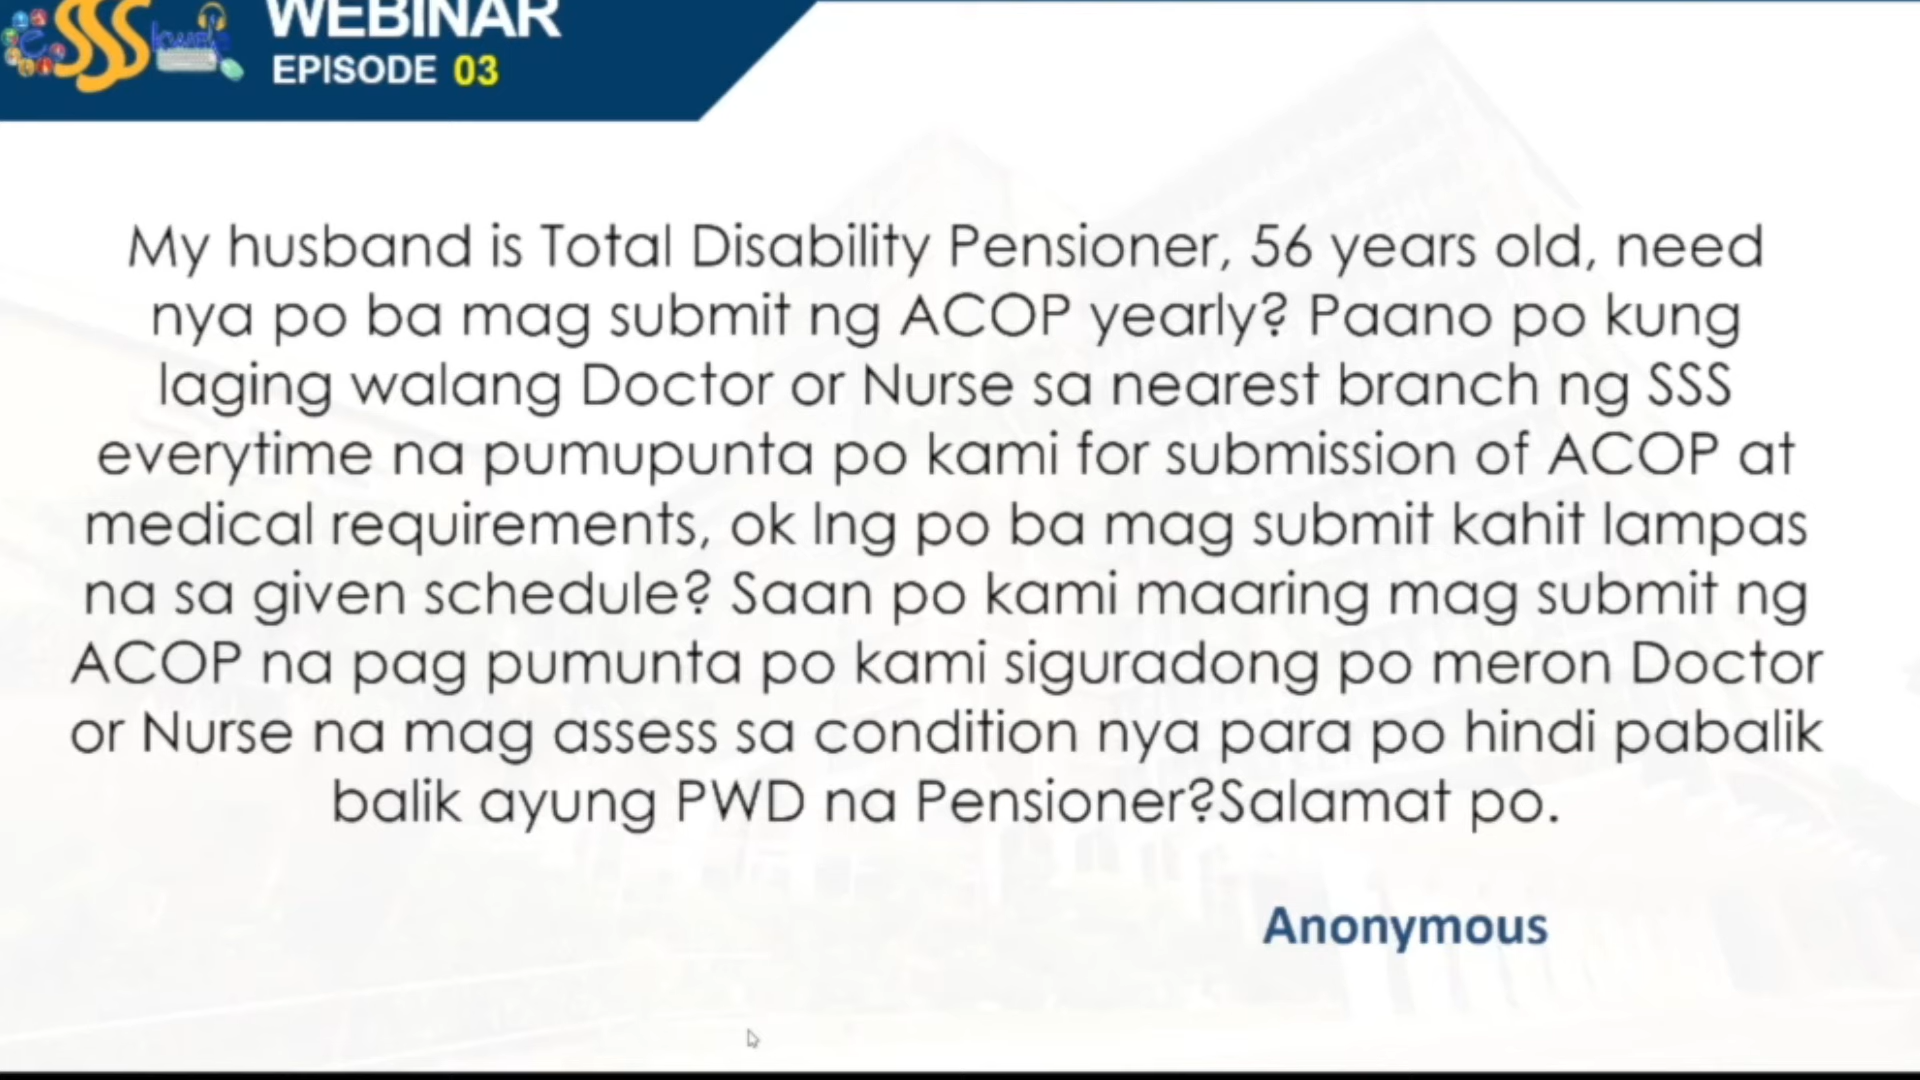 SSS
WEBINAR
EPISODE 03
My husband is Total Disability Pensioner, 56 years old, need
nya po ba mag submit ng ACOP yearly? Paano po kung
laging walang Doctor or Nurse sa nearest branch ng SSS
everytime na pumupunta po kami for submission of ACOP at
medical requirements, ok lng po ba mag submit kahit lampas
na sa given schedule? Saan po kami maaring mag submit ng
ACOP na pag pumunta po kami siguradong po meron Doctor
or Nurse na mag assess sa condition nya para po hindi pabalik
balik ayung PWD na Pensioner?Salamat po.
Anonymous